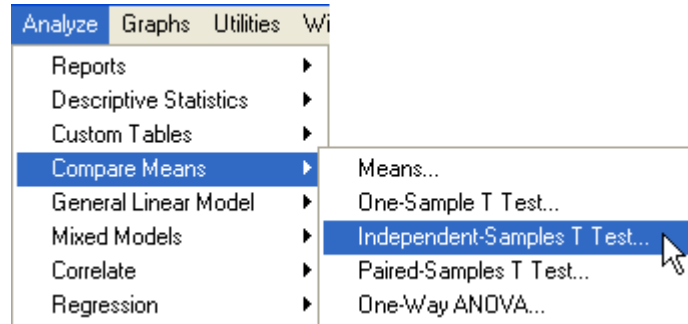 Analyze Graphs Utilities Wi
Reports
Descriptive Statistics
Custom Tables
Compare Means
General Linear Model
Mixed Models
Correlate
Regression
Means...
One-Sample T Test...
Independent-Samples T Test...
Paired-Samples T Test...
One-Way ANOVA...